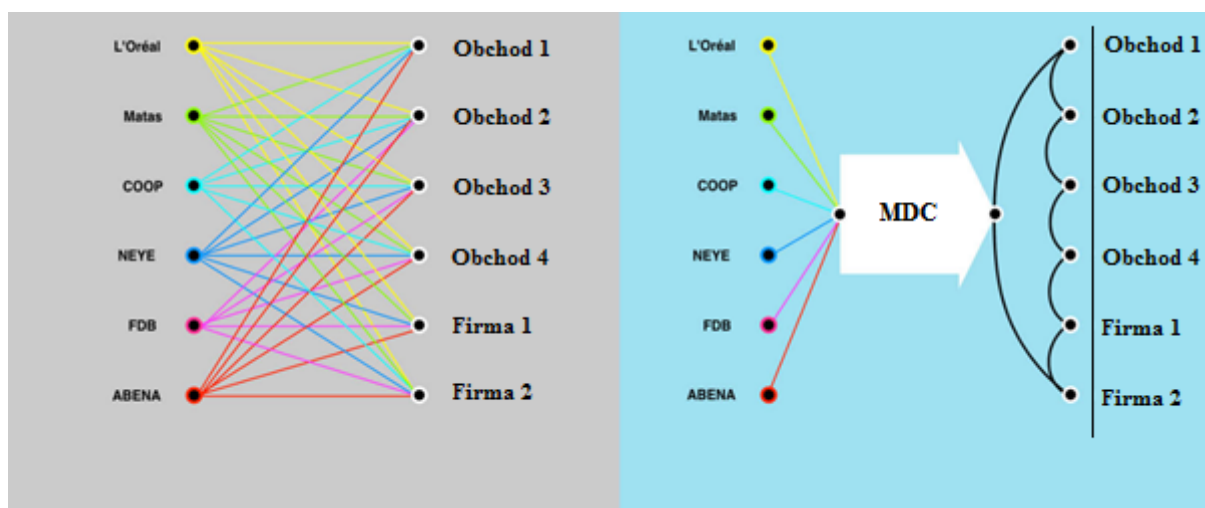 L'Oréal
Obchod 1
Matas
Obchod 2
COOP
Obchod 3
NEYE
Obchod 4
FDB
Firma 1
ABENA
Firma 2
L'Oréal
Obchod 1
Matas
Obchod 2
COOP
Obchod 3
MDC
NEYE
Obchod 4
FDB
Firma 1
ABENA
Firma 2